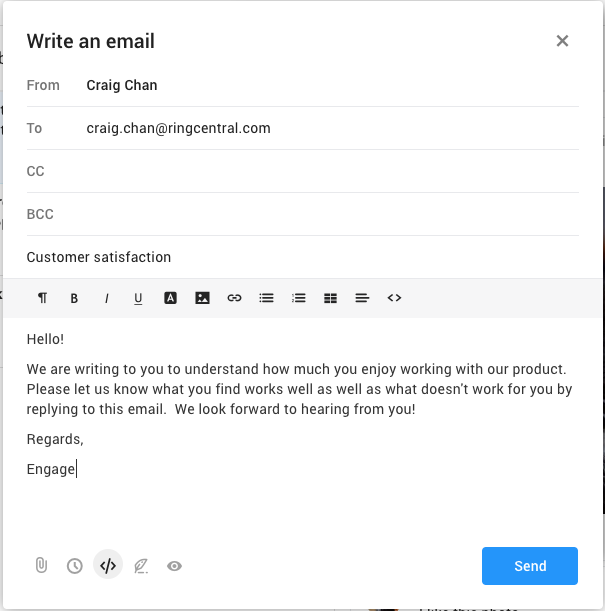 Write an email
From Craig Chan
To craig.chan@ringcentral.com
CC
BCC
Customer satisfaction
B I U A
Hello!
We are writing to you to understand how much you enjoy working with our product.
Please let us know what you find works well as well as what doesn't work for you by
replying to this email.  We look forward to hearing from you!
Regards,
Engage
Send